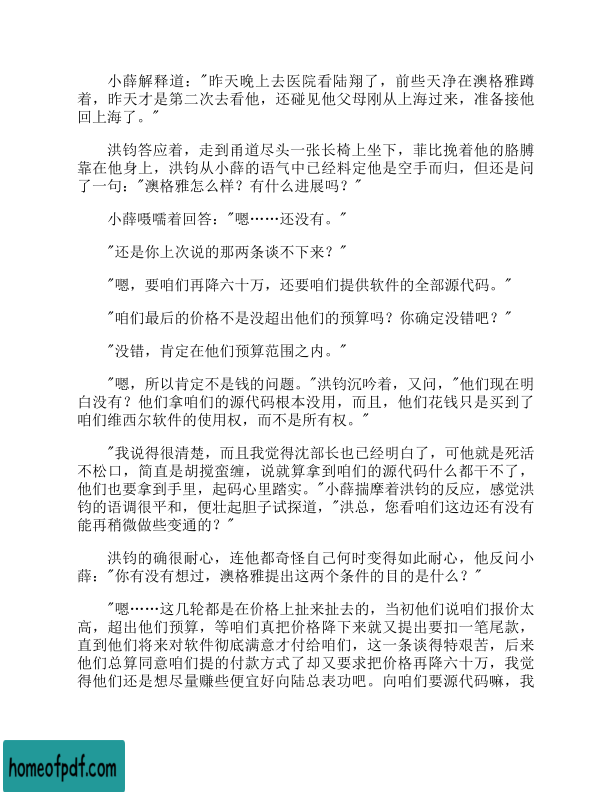 小薛解释道："昨天晚上去医院看陆翔了，前些天净在澳格雅蹲
着，昨天才是第二次去看他，还碰见他父母刚从上海过来，准备接他
回上海了。"
洪钧答应着，走到甬道尽头一张长椅上坐下，菲比挽着他的胳膊
靠在他身上，洪钧从小薛的语气中已经料定他是空手而归，但还是问
了一句："澳格雅怎么样？有什么进展吗？"
小薛嗫嚅着回答："嗯……还没有。"
"还是你上次说的那两条谈不下来？"
"嗯，要咱们再降六十万，还要咱们提供软件的全部源代码。"
"咱们最后的价格不是没超出他们的预算吗？你确定没错吧？"
"没错，肯定在他们预算范围之内。"
"嗯，所以肯定不是钱的问题。"洪钧沉吟着，又问，"他们现在明
白没有？他们拿咱们的源代码根本没用，而且，他们花钱只是买到了
咱们维西尔软件的使用权，而不是所有权。"
"我说得很清楚，而且我觉得沈部长也已经明白了，可他就是死活
不松口，简直是胡搅蛮缠，说就算拿到咱们的源代码什么都干不了，
他们也要拿到手里，起码心里踏实。"小薛揣摩着洪钧的反应，感觉洪
钧的语调很平和，便壮起胆子试探道，"洪总，您看咱们这边还有没有
能再稍微做些变通的？"
洪钧的确很耐心，连他都奇怪自己何时变得如此耐心，他反问小
薛："你有没有想过，澳格雅提出这两个条件的目的是什么？"
"嗯……这几轮都是在价格上扯来扯去的，当初他们说咱们报价太
高，超出他们预算，等咱们真把价格降下来就又提出要扣一笔尾款，
直到他们将来对软件彻底满意才付给咱们，这一条谈得特艰苦，后来
他们总算同意咱们提的付款方式了却又要求把价格再降六十万，我觉
得他们还是想尽量赚些便宜好向陆总表功吧。向咱们要源代码嘛，我
homeofpdf.com